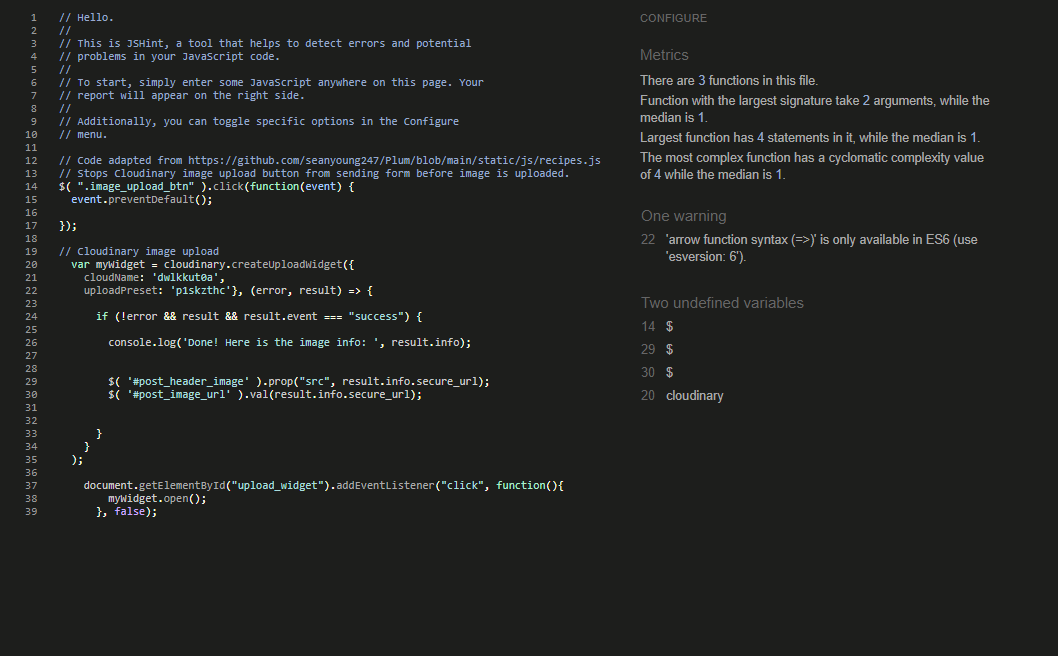 1 // Hello.
2 //
3 // This is JSHint, a tool that helps to detect errors and potential
4 // problems in your JavaScript code.
5 //
6 // To start, simply enter some JavaScript anywhere on this page. Your
7 // report will appear on the right side.
8 //
9 // Additionally, you can toggle specific options in the Configure
10 // menu.
11
12 // Code adapted from https://github.com/seanyoung247/Plum/blob/main/static/js/recipes.js
13 // Stops Cloudinary image upload button from sending form before image is uploaded.
14 $( ".image_upload_btn" ).click(function(event) {
15   event.preventDefault();
16
17 });
18
19 // Cloudinary image upload
20   var myWidget = cloudinary.createUploadWidget({
21     cloudName: 'dwlkkut0a',
22     uploadPreset: 'p1skzthc'}, (error, result) => {
23
24       if (!error && result && result.event === "success") {
25
26         console.log('Done! Here is the image info: ', result.info);
27
28
29         $( '#post_header_image' ).prop("src", result.info.secure_url);
30         $( '#post_image_url' ).val(result.info.secure_url);
31
32
33       }
34     }
35   );
36
37     document.getElementById("upload_widget").addEventListener("click", function(){
38         myWidget.open();
39       }, false);
CONFIGURE
Metrics
There are 3 functions in this file.
Function with the largest signature take 2 arguments, while the
median is 1.
Largest function has 4 statements in it, while the median is 1.
The most complex function has a cyclomatic complexity value
of 4 while the median is 1.
One warning
22 'arrow function syntax (=>)' is only available in ES6 (use
'esversion: 6').
Two undefined variables
14 $
29 $
30 $
20 cloudinary